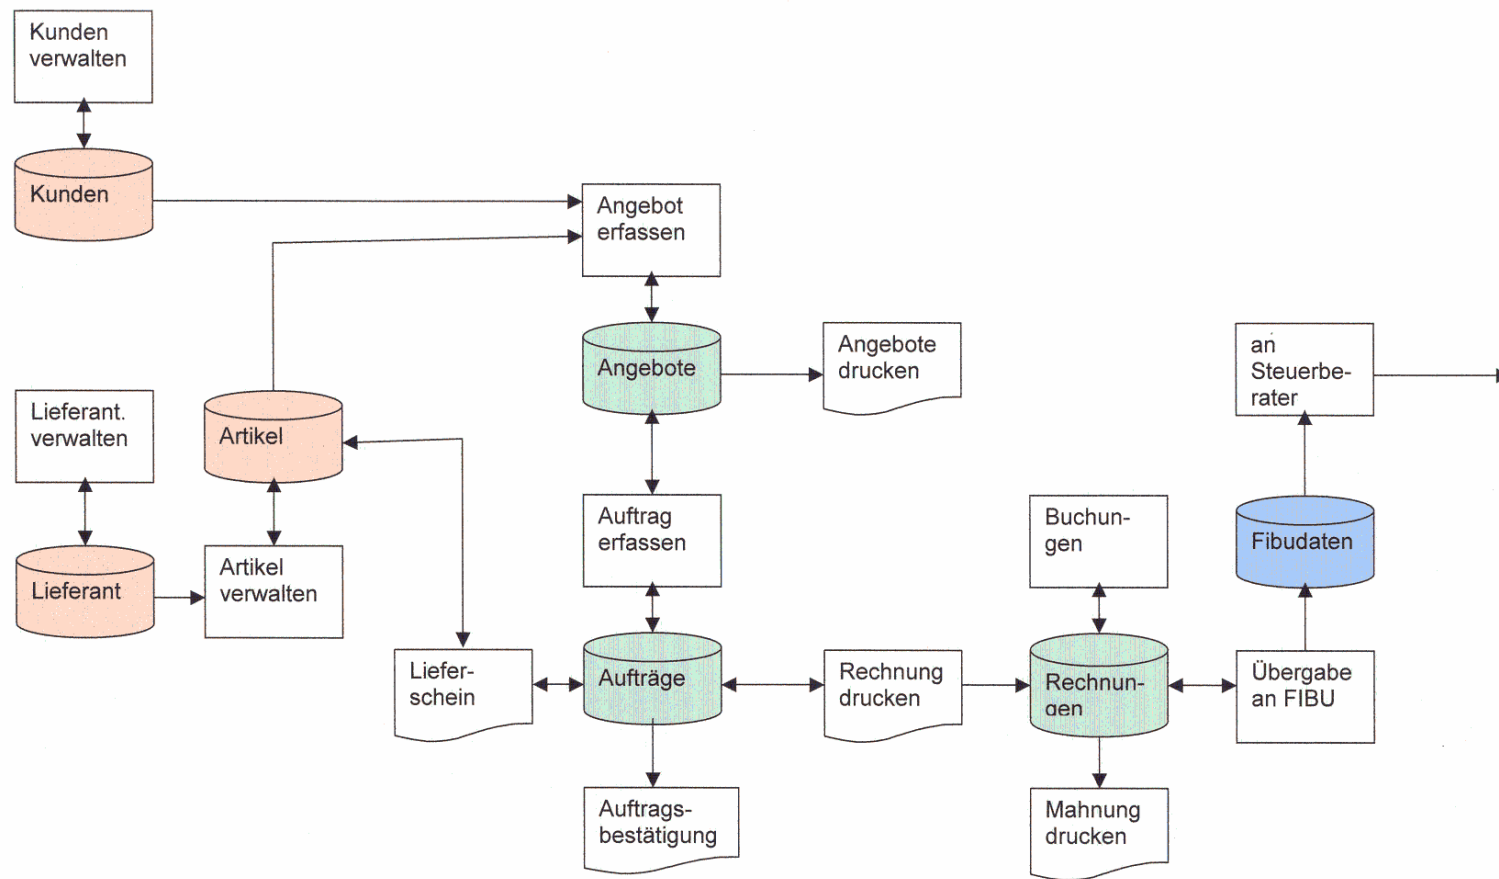 Kunden
verwalten
Kunden
Angebot
erfassen
Angebote
Angebote
drucken
an
Steuerbe-
rater
Lieferant.
verwalten
Artikel
Auftrag
erfassen
Buchun-
gen
Fibudaten
Lieferant
Artikel
verwalten
Liefer-
schein
Aufträge
Rechnung
drucken
Rechnun-
gen
Übergabe
an FIBU
Auftrags-
bestätigung
Mahnung
drucken